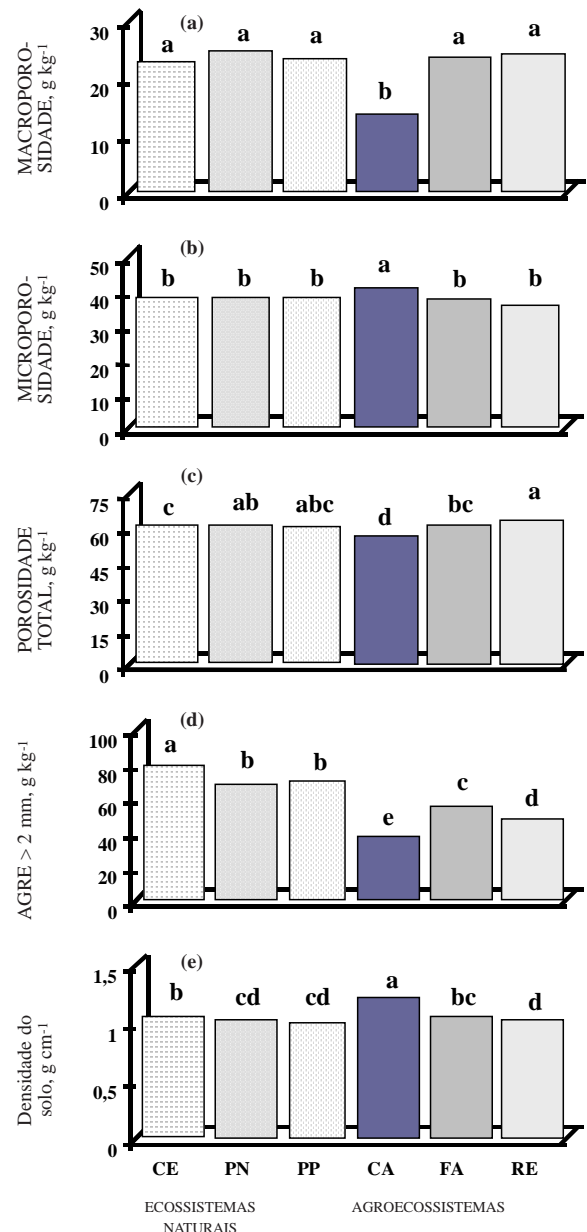 (a)
MACROPORO-
SIDADE, g kg-1
30
20
10
0
a a a b a a
(b)
MICROPORO-
SIDADE, g kg-1
50
40
30
20
10
0
b b b a b b
(c)
POROSIDADE
TOTAL, g kg-1
75
60
45
30
15
0
c ab abc d bc a
(d)
AGRE > 2 mm, g kg-1
100
80
60
40
20
0
a b b e c d
(e)
Densidade do
solo, g cm-1
1,5
1
0,5
0
b cd cd a bc d
CE PN PP CA FA RE
ECOSSISTEMAS AGROECOSSISTEMAS
NATURAIS